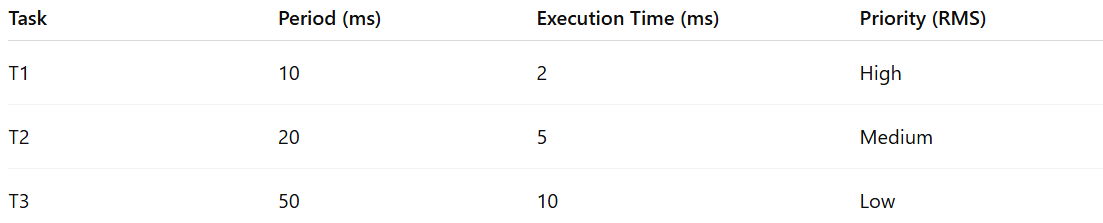 Task Period (ms) Execution Time (ms) Priority (RMS)
T1 10 2 High
T2 20 5 Medium
T3 50 10 Low